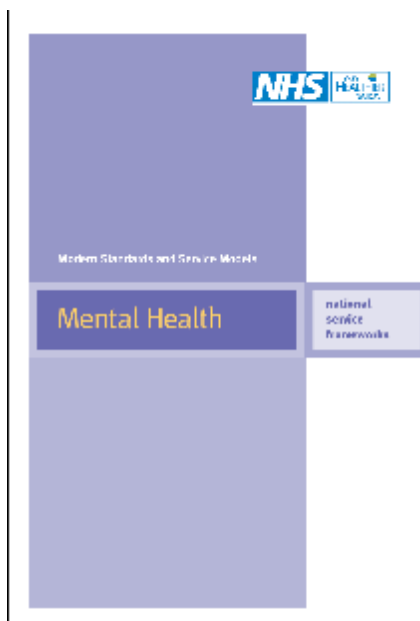 NHS
Modern Standards and Service Models
Mental Health
national
service
frameworks